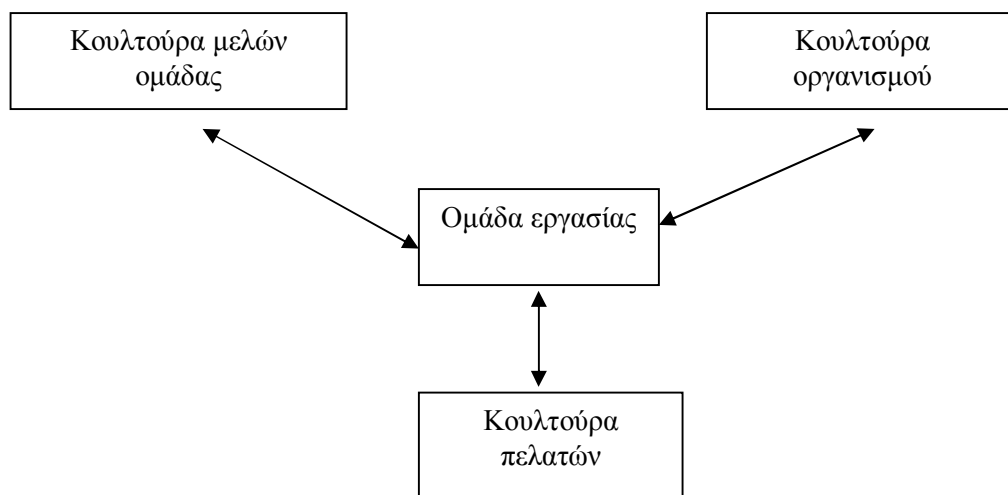 Κουλτούρα μελών
ομάδας
Κουλτούρα
οργανισμού
Ομάδα εργασίας
Κουλτούρα
πελατών